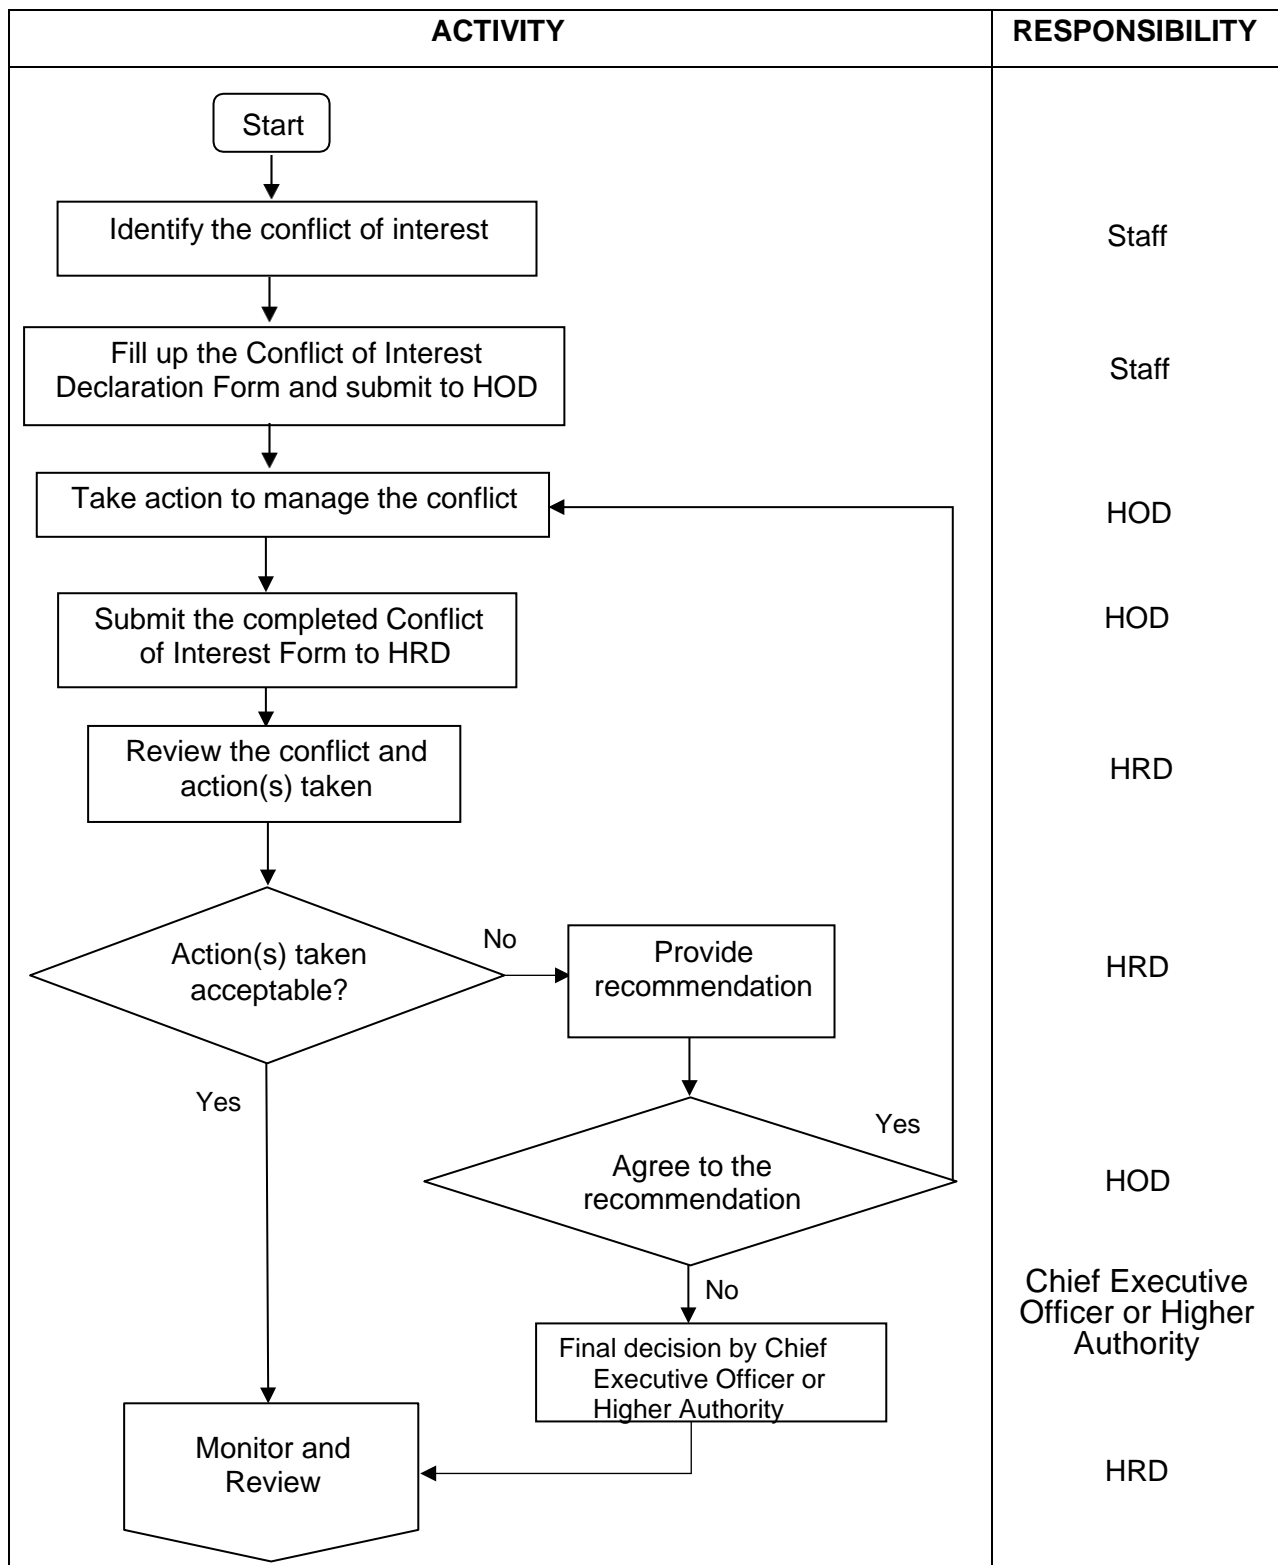 ACTIVITY
RESPONSIBILITY
Start
Identify the conflict of interest
Staff
Fill up the Conflict of Interest
Declaration Form and submit to HOD
Staff
Take action to manage the conflict
HOD
Submit the completed Conflict
of Interest Form to HRD
HOD
Review the conflict and
action(s) taken
HRD
Action(s) taken
acceptable?
No
Provide
recommendation
HRD
Yes
Yes
Agree to the
recommendation
HOD
No
Chief Executive
Officer or Higher
Authority
Final decision by Chief
Executive Officer or
Higher Authority
Monitor and
Review
HRD